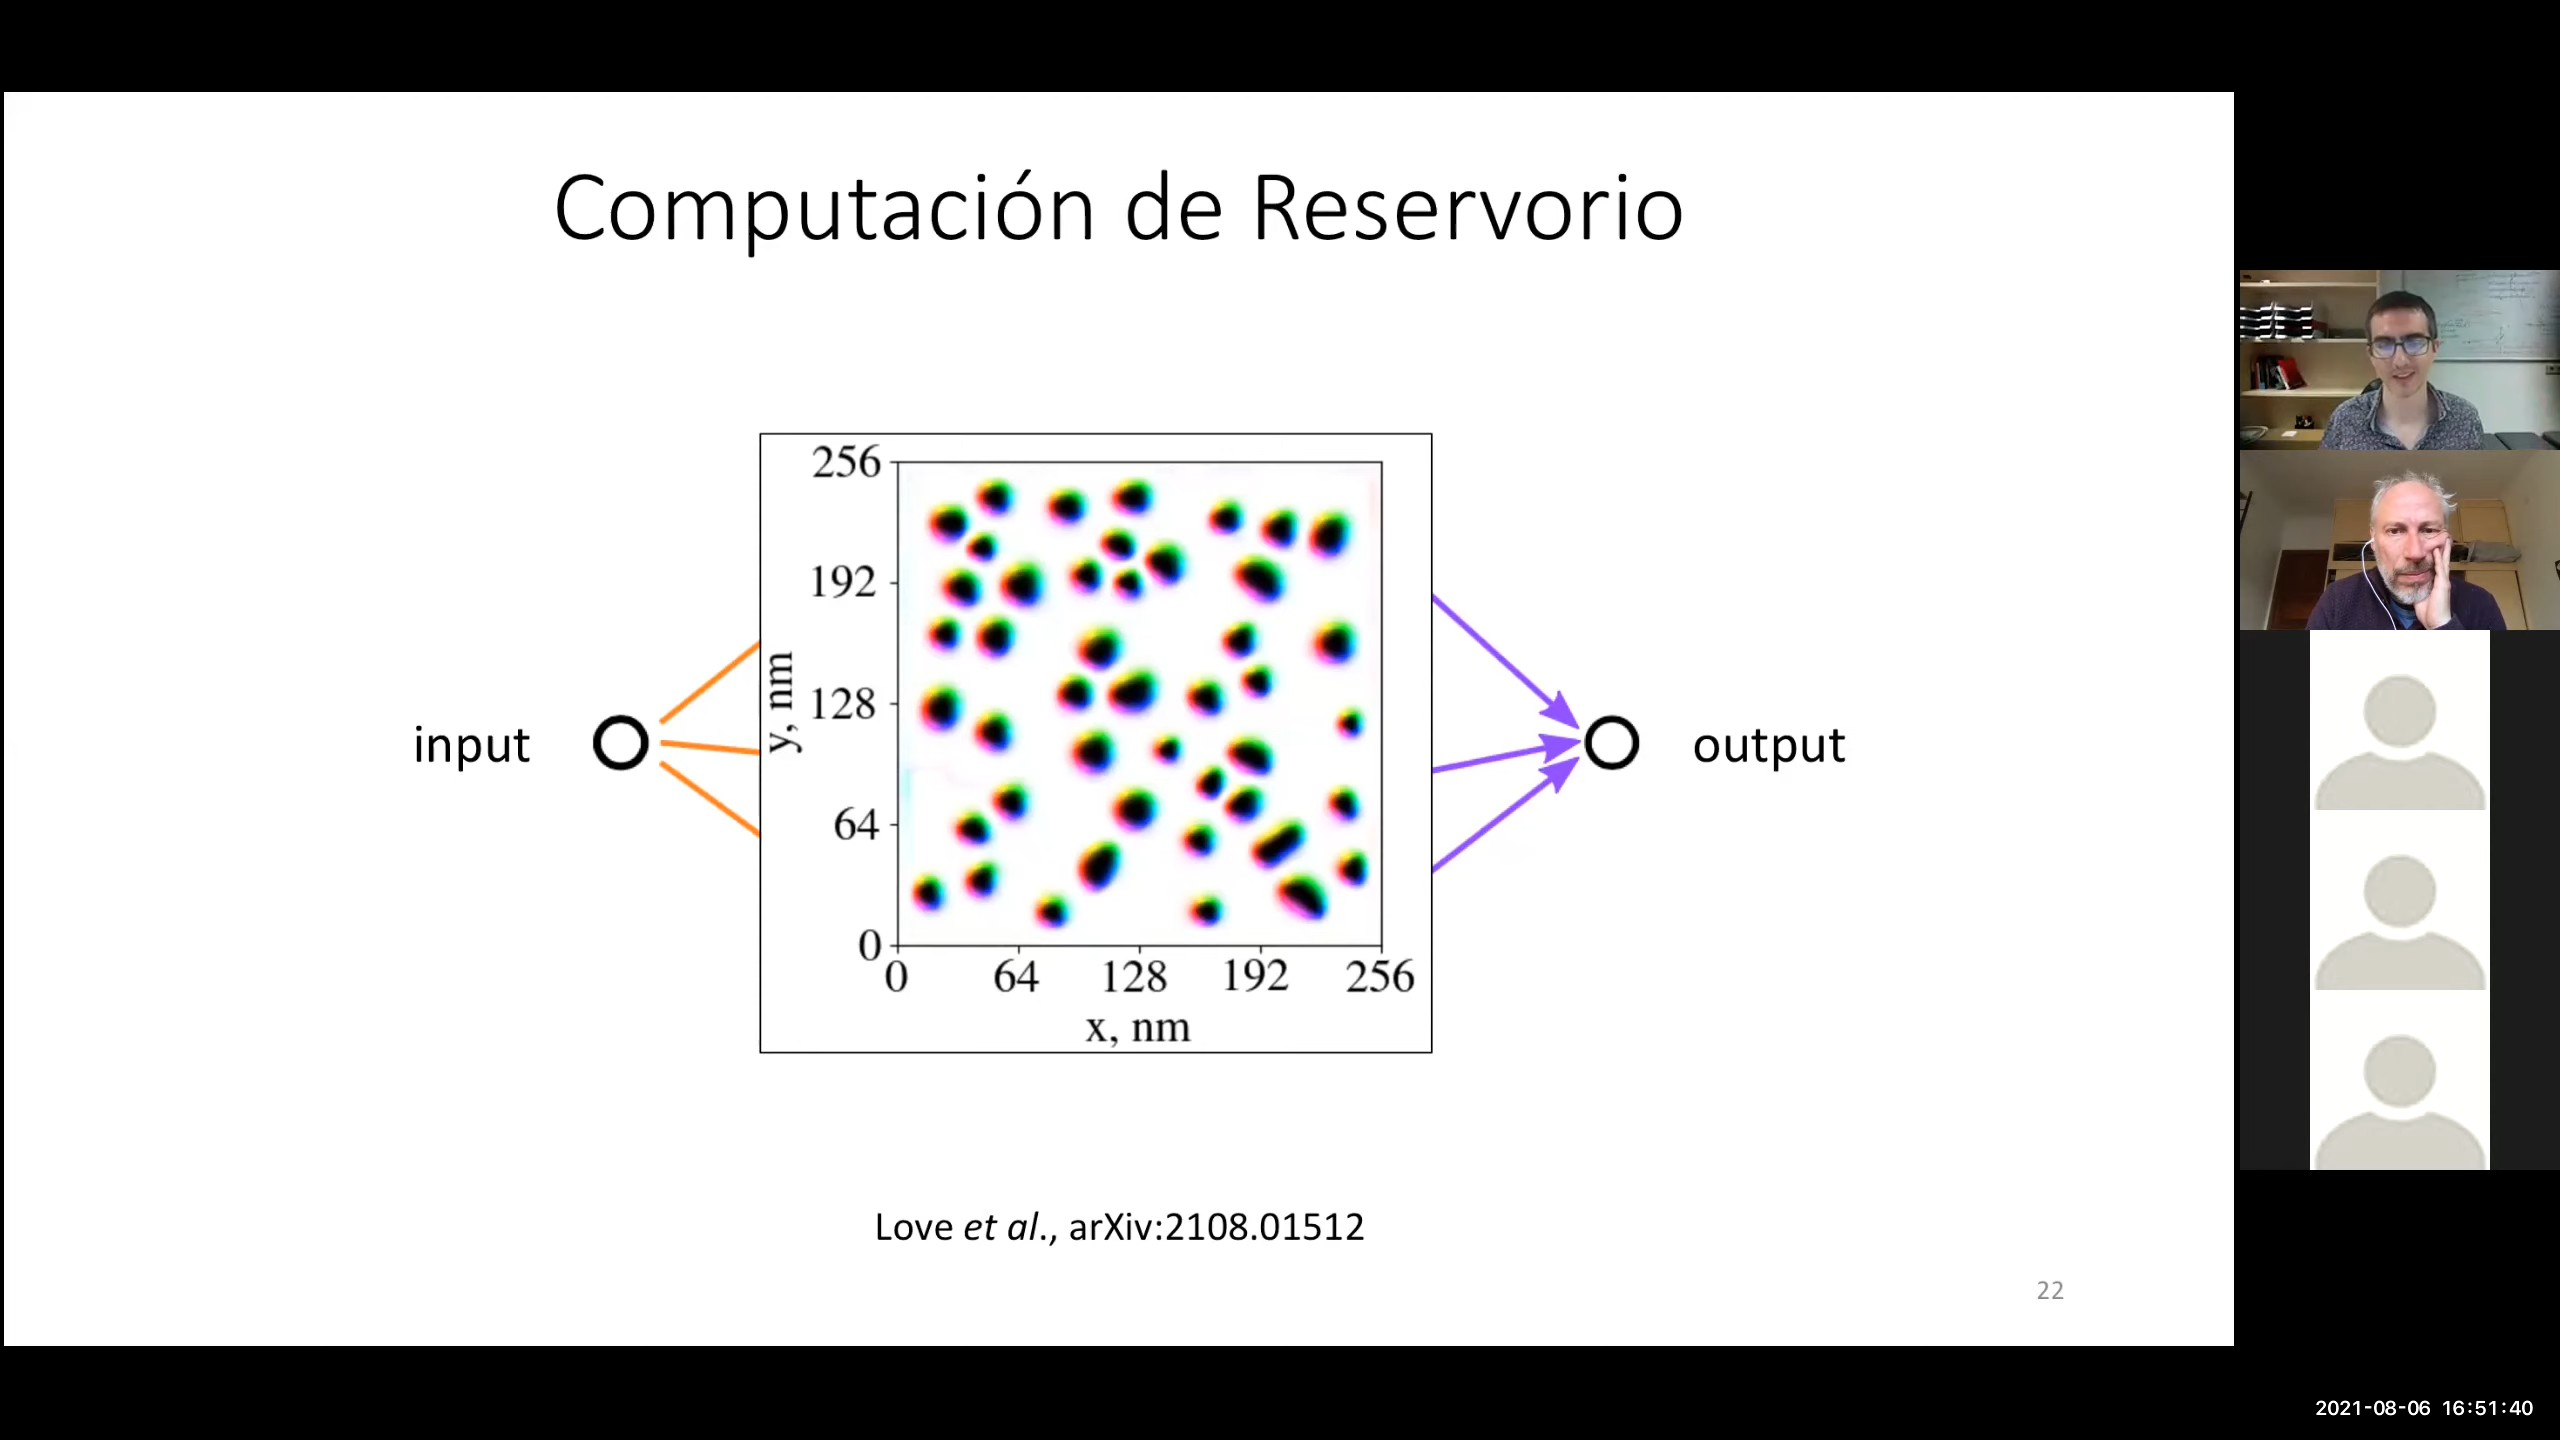 Computación de Reservorio
256
192
128
64
0
y, nm
0 64 128 192 256
x, nm
input
output
Love et al., arXiv:2108.01512
22
2021-08-06 16:51:40